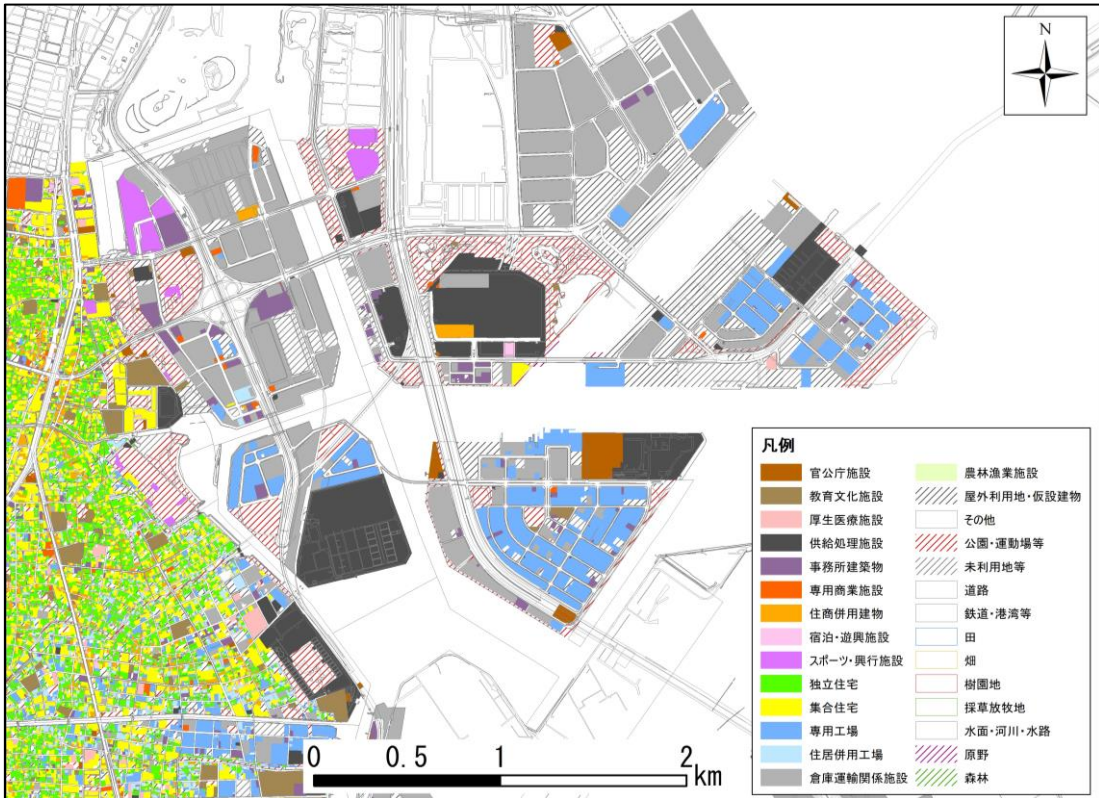 N
凡例
官公庁施設
教育文化施設
厚生医療施設
供給処理施設
事務所建築物
専用商業施設
住商併用建物
宿泊・遊興施設
スポーツ・興行施設
独立住宅
集合住宅
専用工場
住居併用工場
倉庫運輸関係施設
農林漁業施設
屋外利用地・仮設建物
その他
公園・運動場等
未利用地等
道路
鉄道・港湾等
田
畑
樹園地
採草放牧地
水面・河川・水路
原野
森林
0 0.5 1 2
km